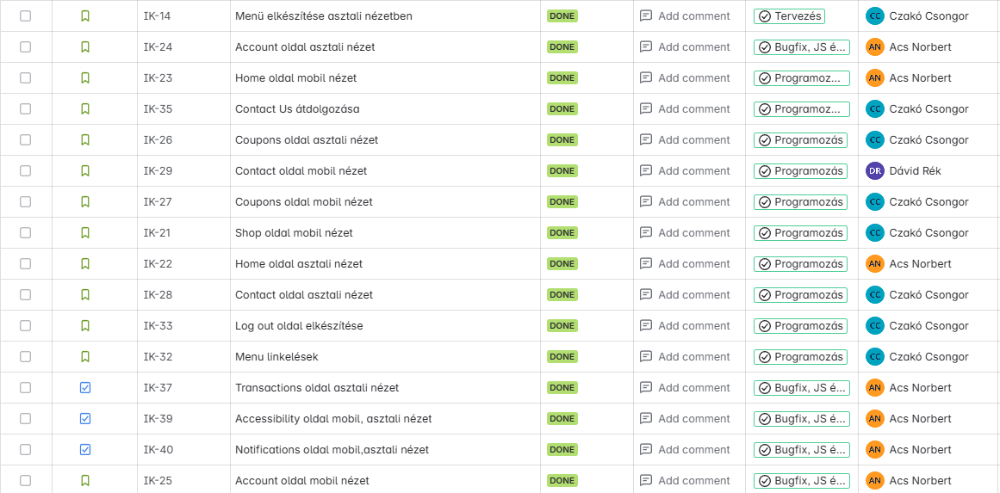 IK-14 Menü elkészítése asztali nézetben DONE Add comment Tervezés CC Czakó Csongor
IK-24 Account oldal asztali nézet DONE Add comment Bugfix, JS é... AN Acs Norbert
IK-23 Home oldal mobil nézet DONE Add comment Programoz... AN Acs Norbert
IK-35 Contact Us átdolgozása DONE Add comment Programoz... CC Czakó Csongor
IK-26 Coupons oldal asztali nézet DONE Add comment Programozás CC Czakó Csongor
IK-29 Contact oldal mobil nézet DONE Add comment Programozás DR Dávid Rék
IK-27 Coupons oldal mobil nézet DONE Add comment Programozás CC Czakó Csongor
IK-21 Shop oldal mobil nézet DONE Add comment Programozás CC Czakó Csongor
IK-22 Home oldal asztali nézet DONE Add comment Programozás AN Acs Norbert
IK-28 Contact oldal asztali nézet DONE Add comment Programozás CC Czakó Csongor
IK-33 Log out oldal elkészítése DONE Add comment Programozás CC Czakó Csongor
IK-32 Menu linkelések DONE Add comment Programozás CC Czakó Csongor
IK-37 Transactions oldal asztali nézet DONE Add comment Bugfix, JS é... AN Acs Norbert
IK-39 Accessibility oldal mobil, asztali nézet DONE Add comment Bugfix, JS é... AN Acs Norbert
IK-40 Notifications oldal mobil,asztali nézet DONE Add comment Bugfix, JS é... AN Acs Norbert
IK-25 Account oldal mobil nézet DONE Add comment Bugfix, JS é... AN Acs Norbert